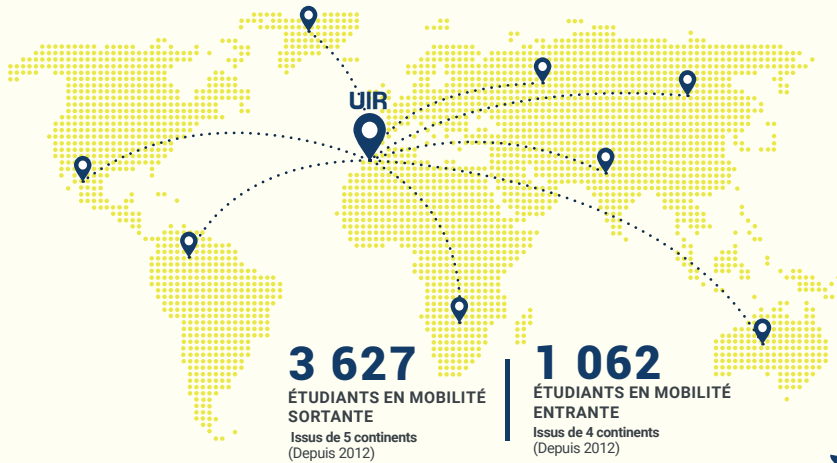 UIR
3 627
ÉTUDIANTS EN MOBILITÉ
SORTANTE
Issus de 5 continents
(Depuis 2012)
1 062
ÉTUDIANTS EN MOBILITÉ
ENTRANTE
Issus de 4 continents
(Depuis 2012)